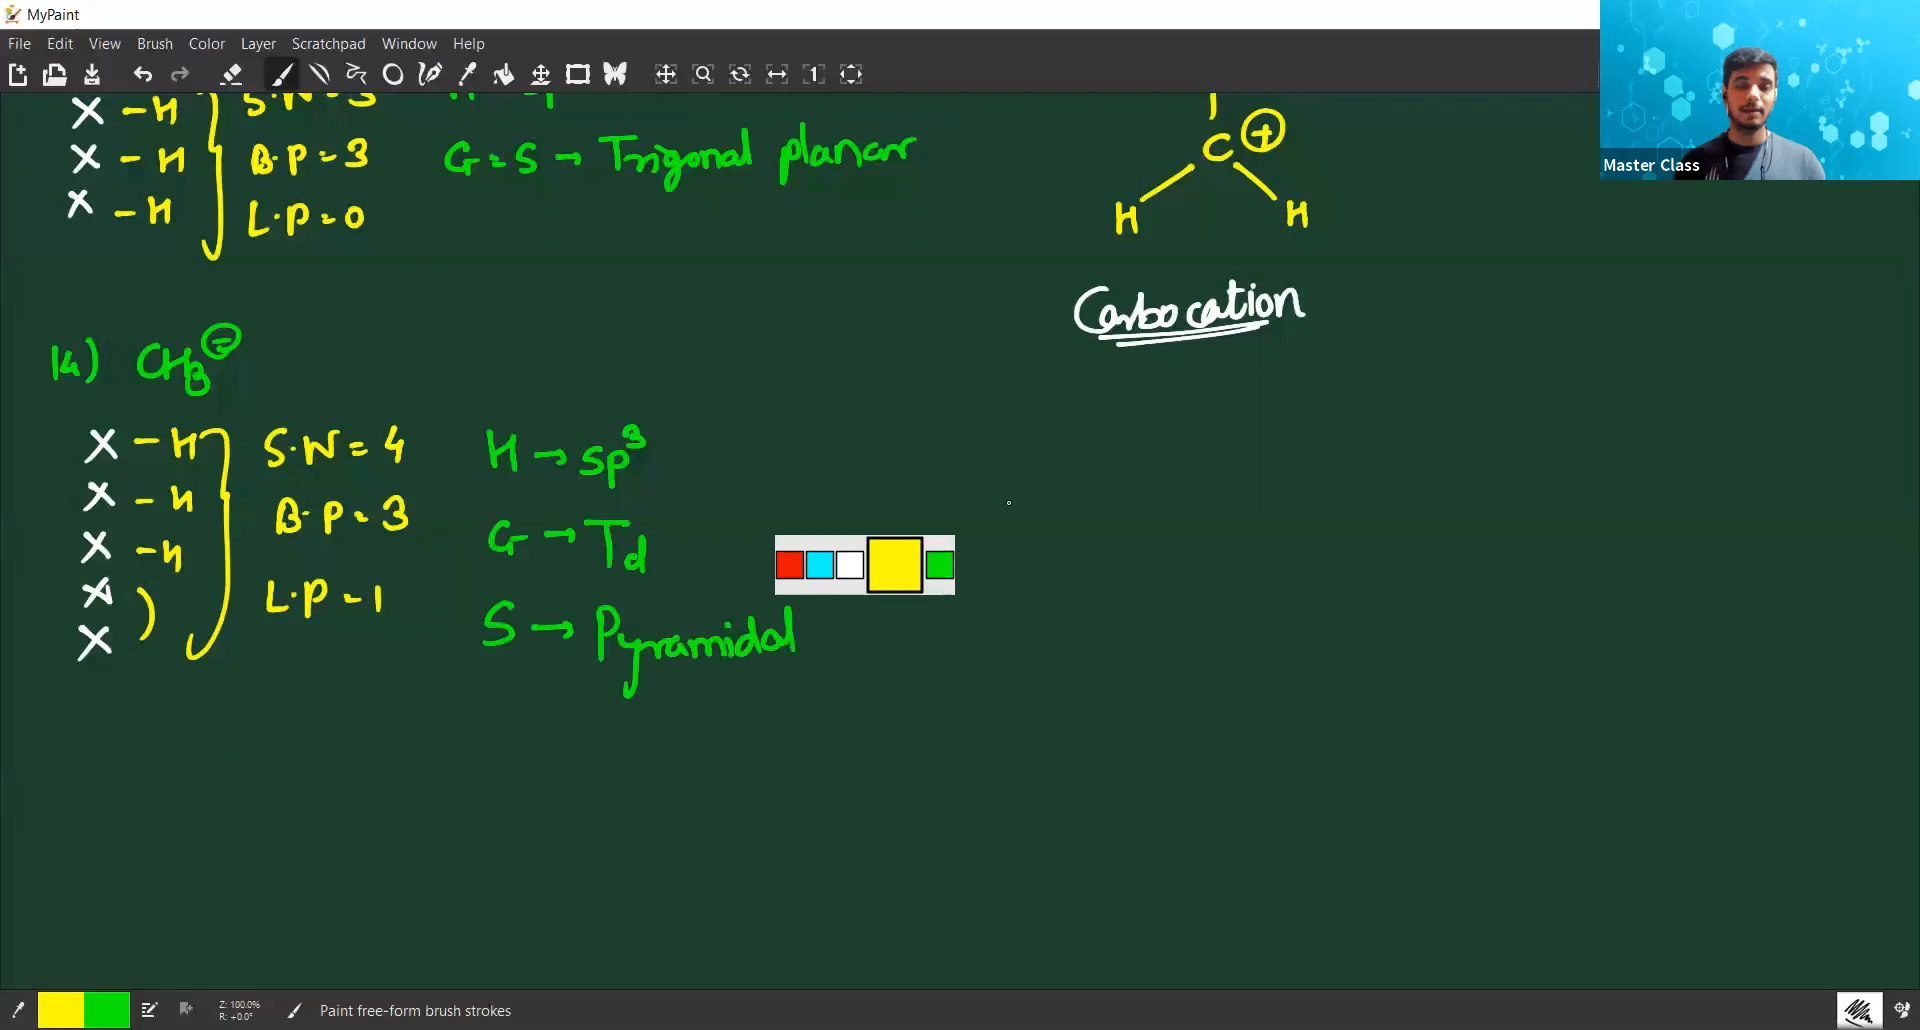 MyPaint
File Edit View Brush Color Layer Scratchpad Window Help
Master Class
X - H
X - H
X - H
B.P = 3
L.P = 0
G = S → Trigonal planar
C +
H H
Carbocation
14) CH3 -
X - H
X - H
X - H
X
X
S.N = 4
B.P = 3
L.P = 1
H → sp3
G → Td
S → Pyramidal
Z: 100.0%
R: +0.0°
Paint free-form brush strokes